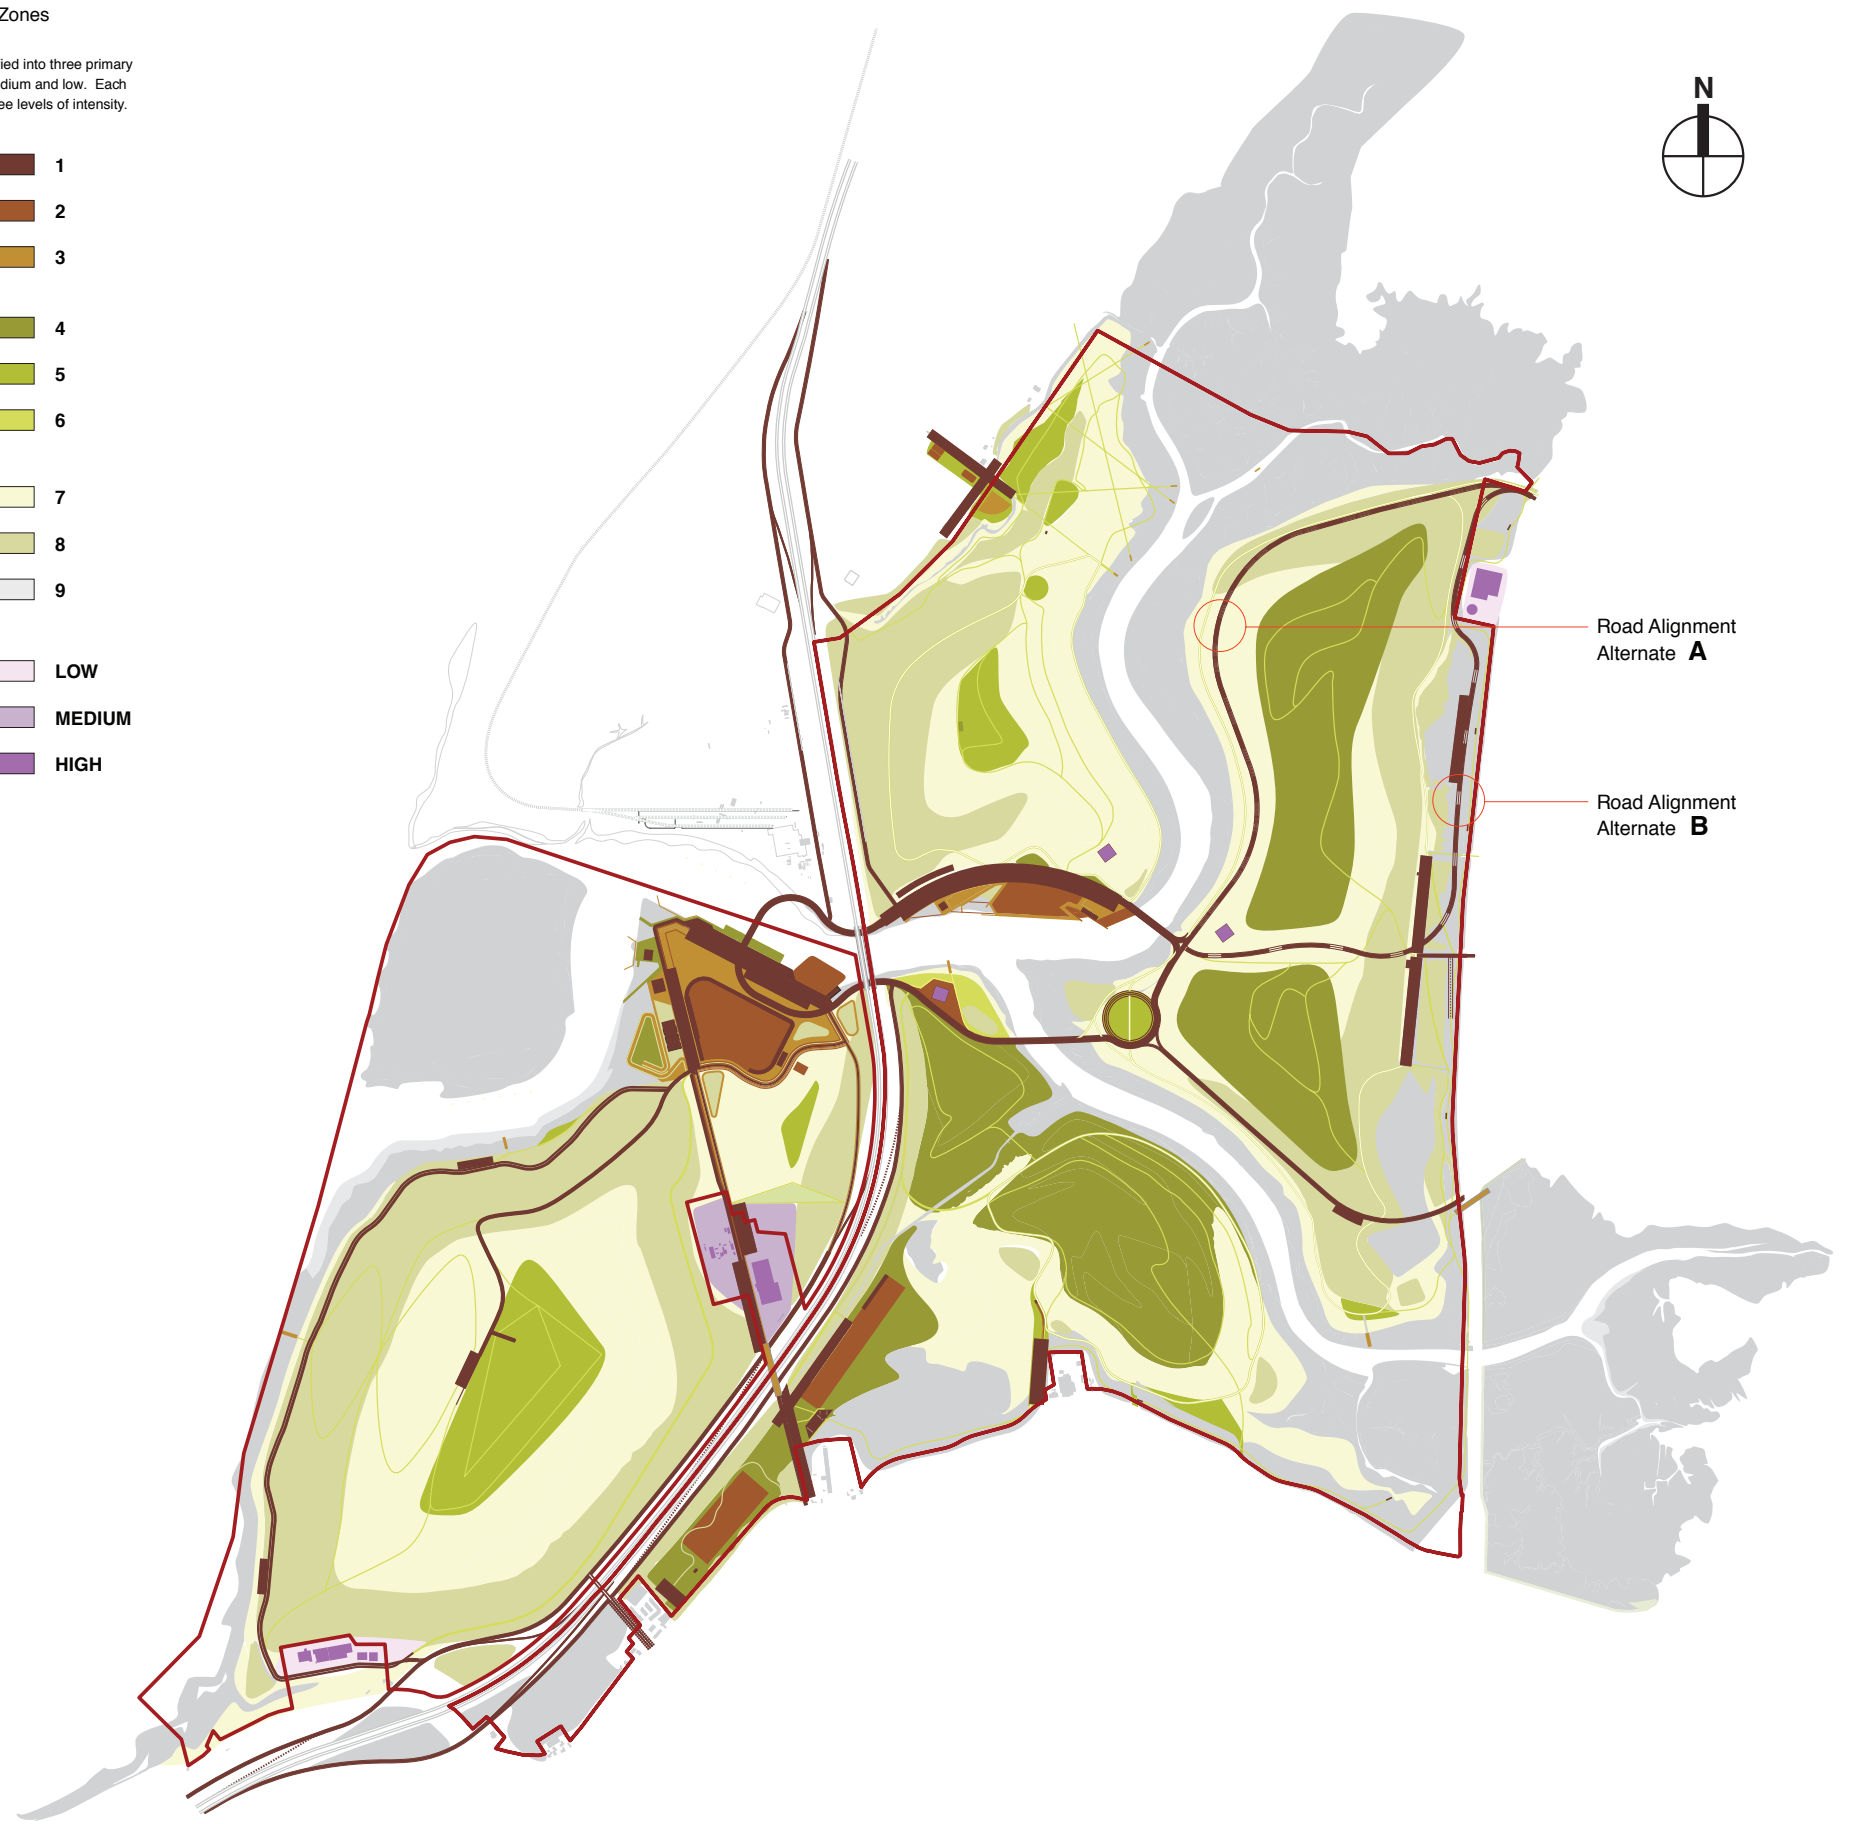 Zones
ied into three primary
dium and low. Each
ee levels of intensity.
1
2
3
4
5
6
7
8
9
LOW
MEDIUM
HIGH
N
Road Alignment
Alternate A
Road Alignment
Alternate B